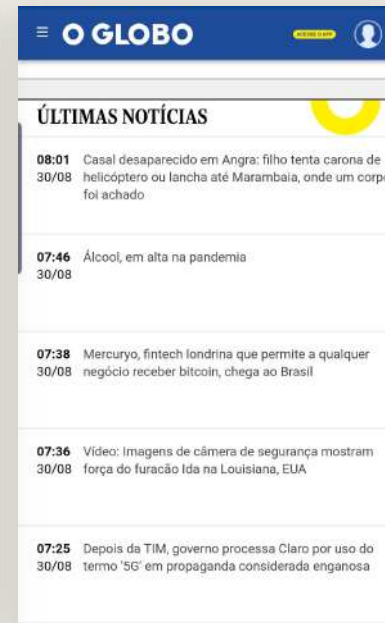 O GLOBO
ACESSE O APP
ÚLTIMAS NOTÍCIAS
08:01 Casal desaparecido em Angra: filho tenta carona de
30/08 helicóptero ou lancha até Marambaia, onde um corp
foi achado
07:46 Álcool, em alta na pandemia
30/08
07:38 Mercuryo, fintech londrina que permite a qualquer
30/08 negócio receber bitcoin, chega ao Brasil
07:36 Vídeo: Imagens de câmera de segurança mostram
30/08 força do furacão Ida na Louisiana, EUA
07:25 Depois da TIM, governo processa Claro por uso do
30/08 termo '5G' em propaganda considerada enganosa